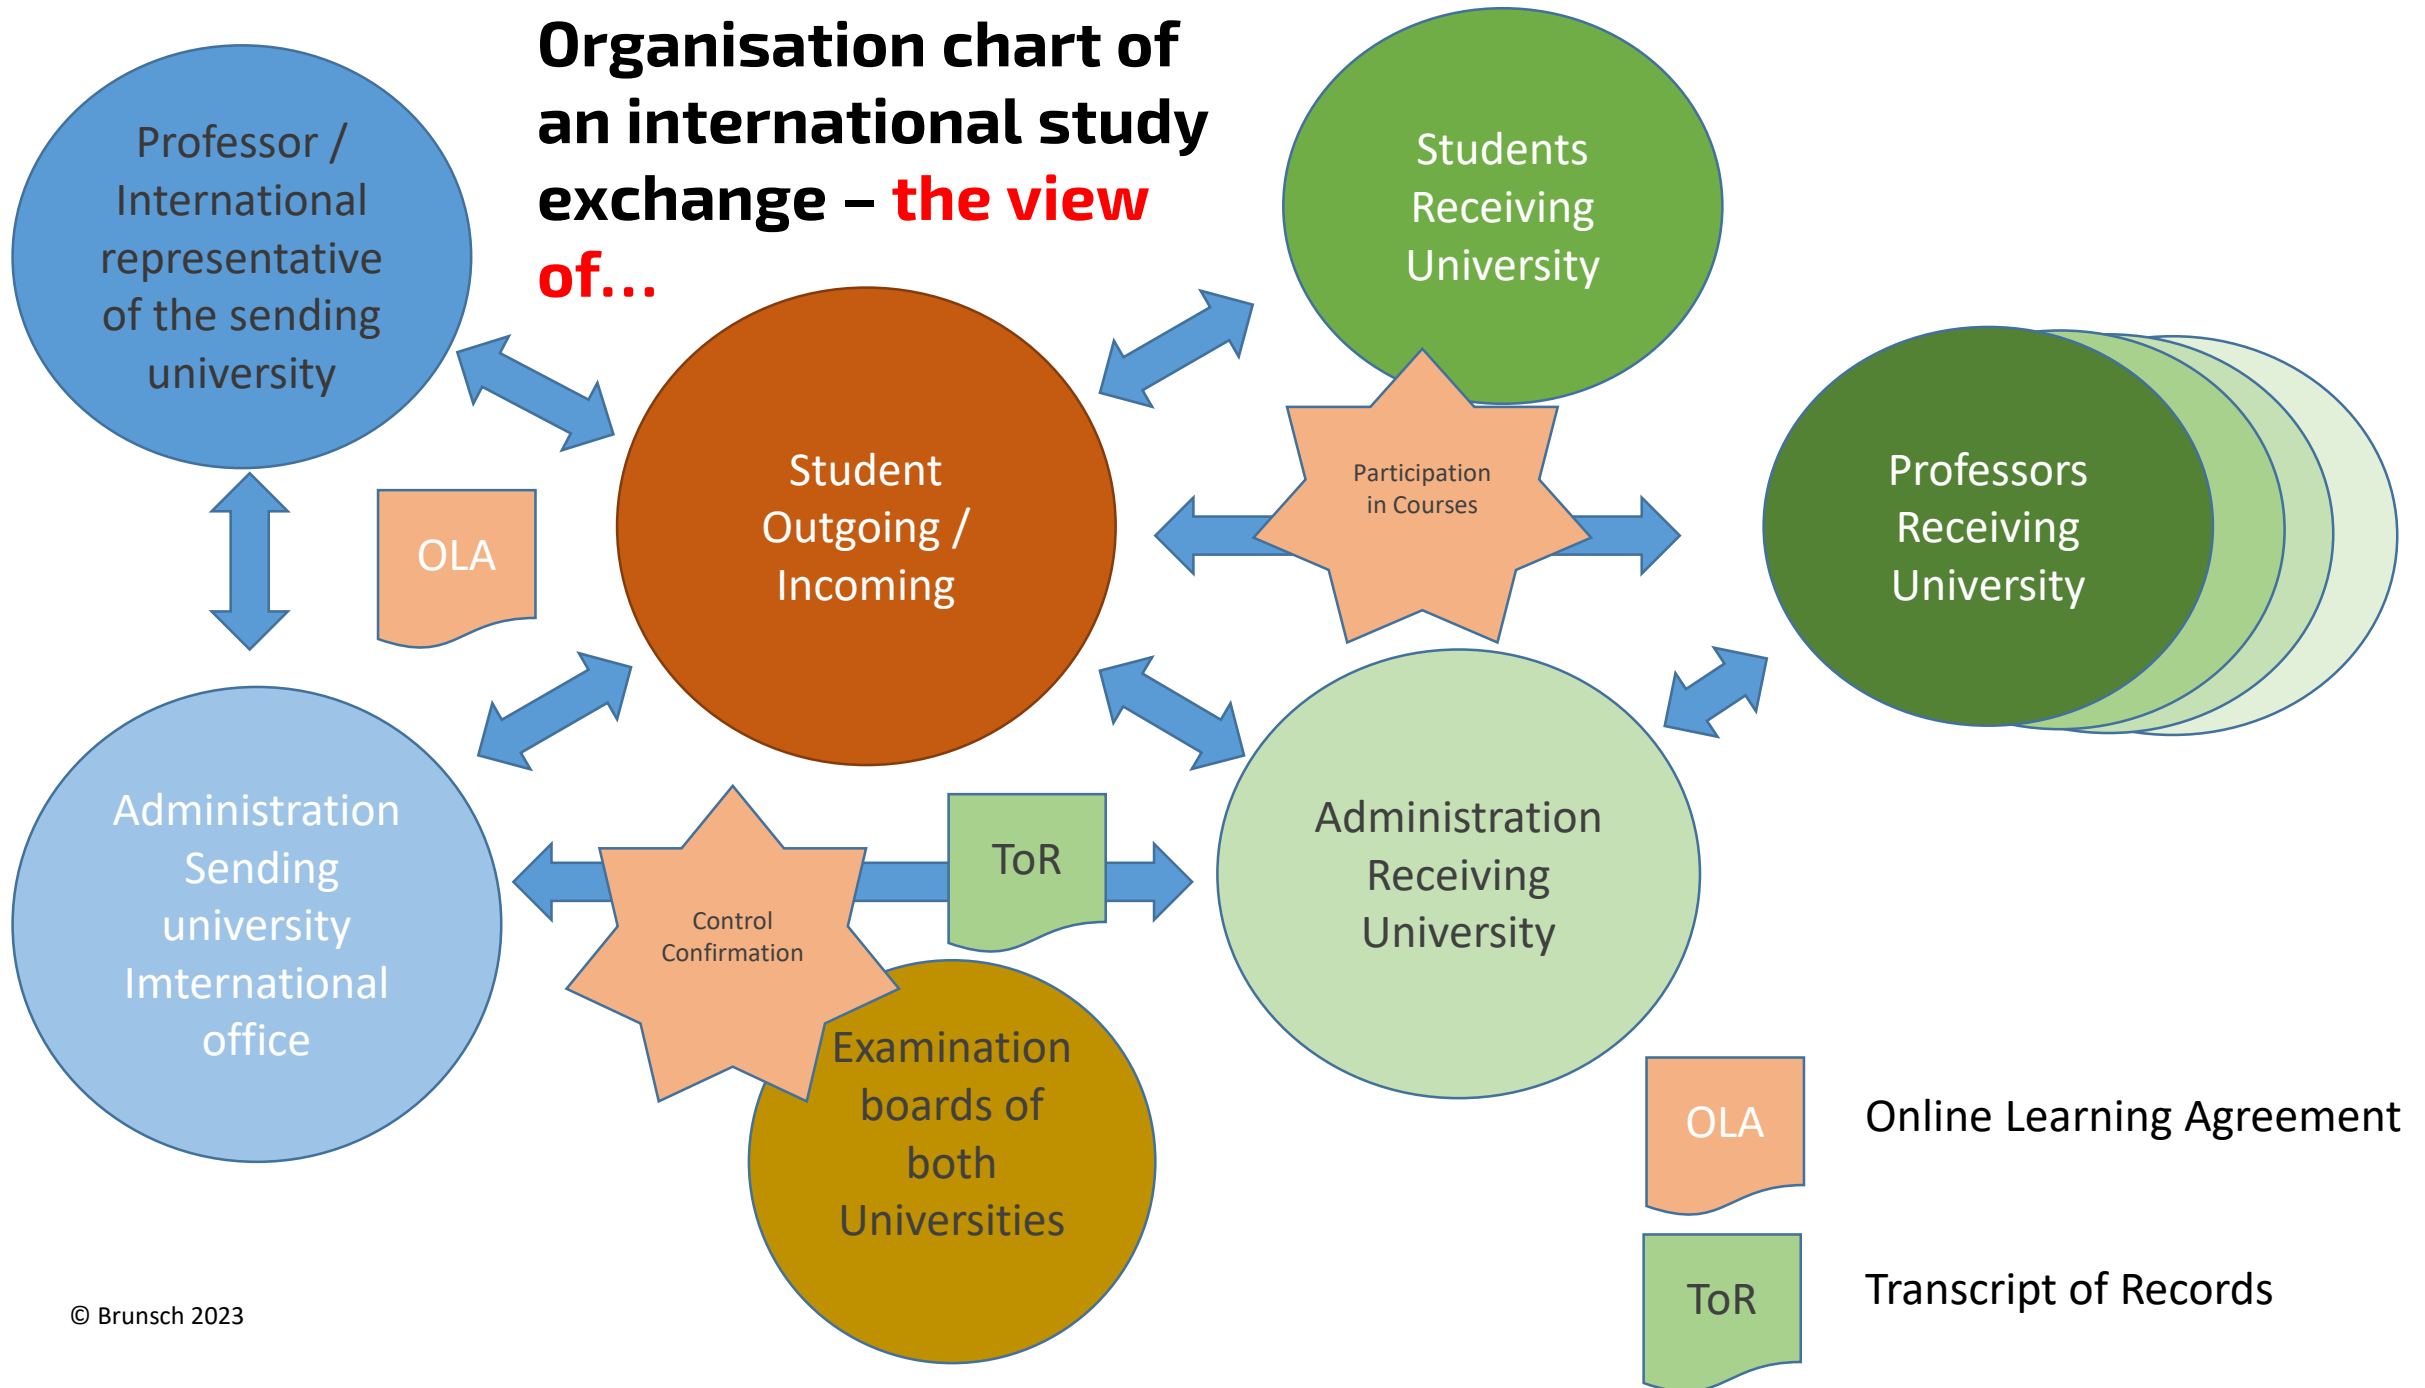 Organisation chart of
an international study
exchange – the view
of...
Professor /
International
representative
of the sending
university
Students
Receiving
University
Student
Outgoing /
Incoming
OLA
Participation
in Courses
Professors
Receiving
University
Administration
Sending
university
Imternational
office
Control
Confirmation
ToR
Administration
Receiving
University
Examination
boards of
both
Universities
OLA
Online Learning Agreement
ToR
Transcript of Records
© Brunsch 2023